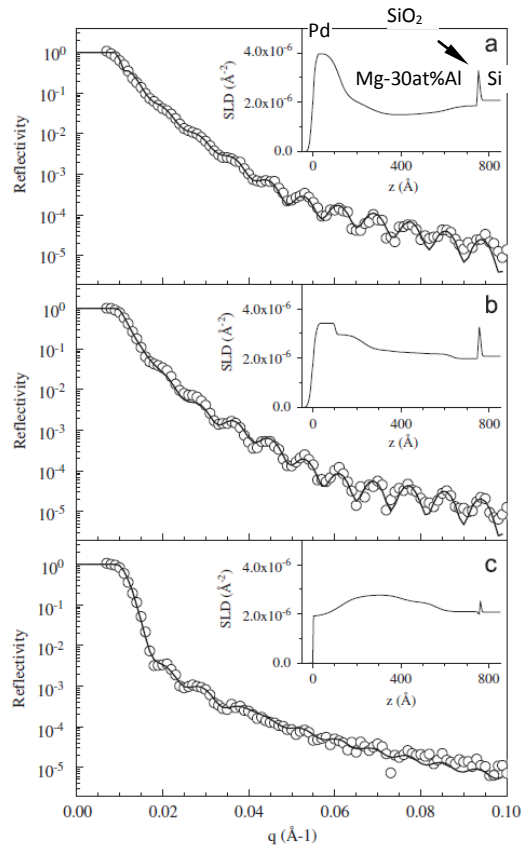 SiO₂
Pd
a
Mg-30at%Al
Si
4.0x10⁻⁶
2.0x10⁻⁶
0.0
SLD (Å⁻²)
0
400
800
z (Å)
10⁰
10⁻¹
10⁻²
10⁻³
10⁻⁴
10⁻⁵
Reflectivity
b
4.0x10⁻⁶
2.0x10⁻⁶
0.0
SLD (Å⁻²)
0
400
800
z (Å)
10⁰
10⁻¹
10⁻²
10⁻³
10⁻⁴
10⁻⁵
Reflectivity
c
4.0x10⁻⁶
2.0x10⁻⁶
0.0
SLD (Å⁻²)
0
400
800
z (Å)
10⁰
10⁻¹
10⁻²
10⁻³
10⁻⁴
10⁻⁵
Reflectivity
0.00
0.02
0.04
0.06
0.08
0.10
q (Å-1)